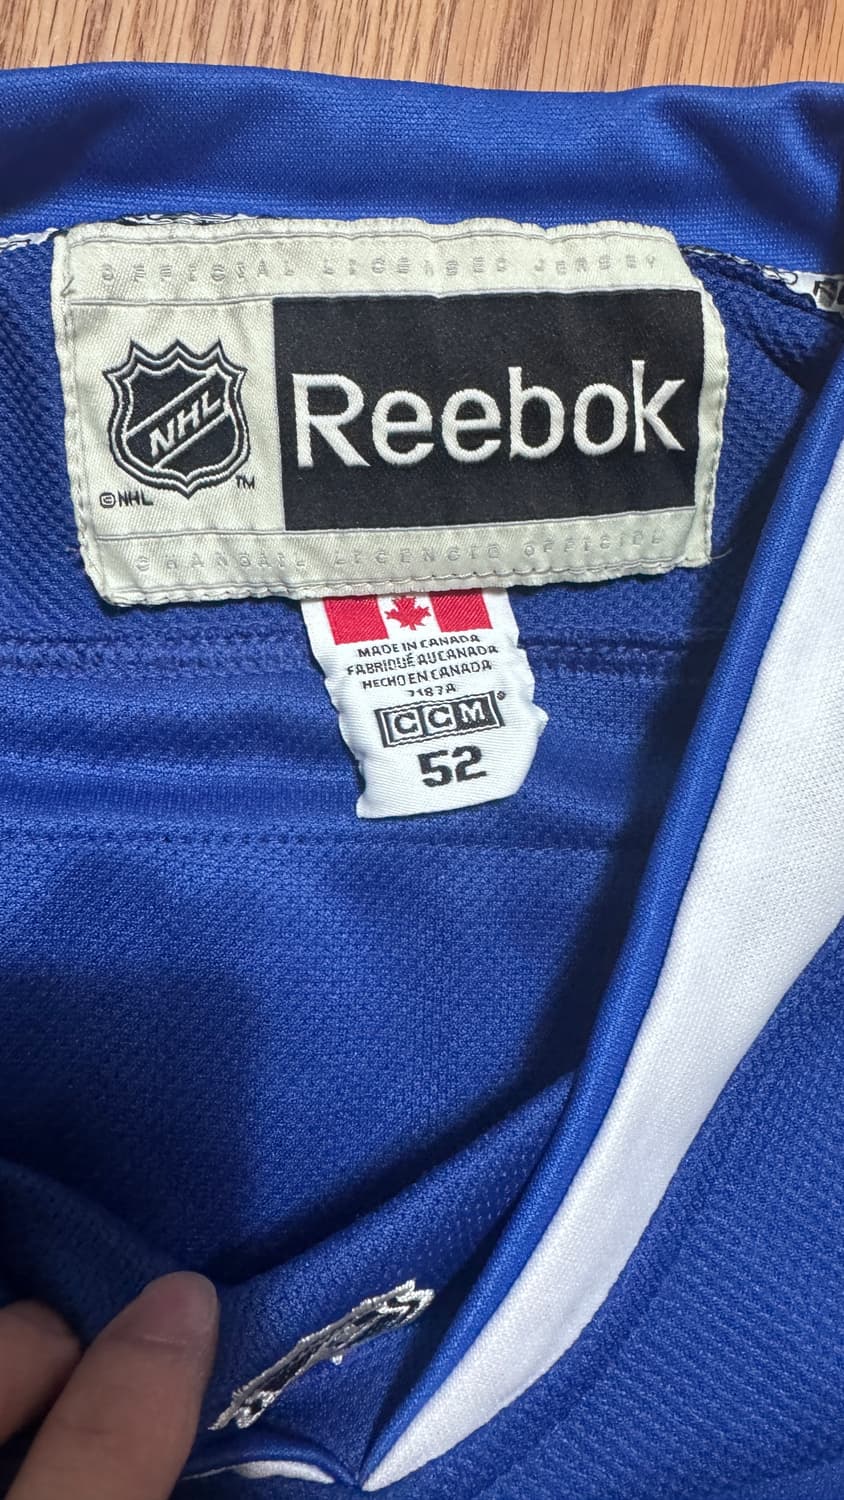 OFFICIAL LICENSED JERSEY
NHL
©NHL
TM
Reebok
CHANDAIL LICENCIÉ OFFICIEL
MADE IN CANADA
FABRIQUÉ AU CANADA
HECHO EN CANADA
7187A
CCM®
52